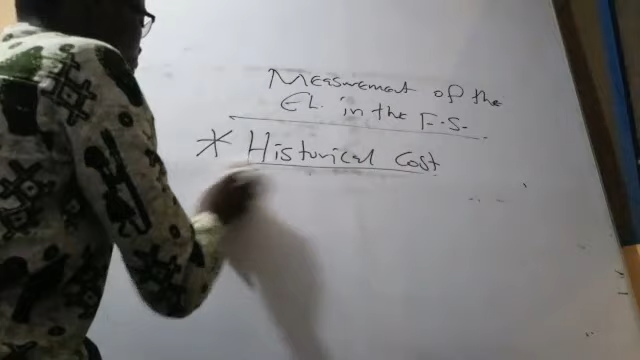 Measurement of the
EL. in the F.S.
* Historical Cost